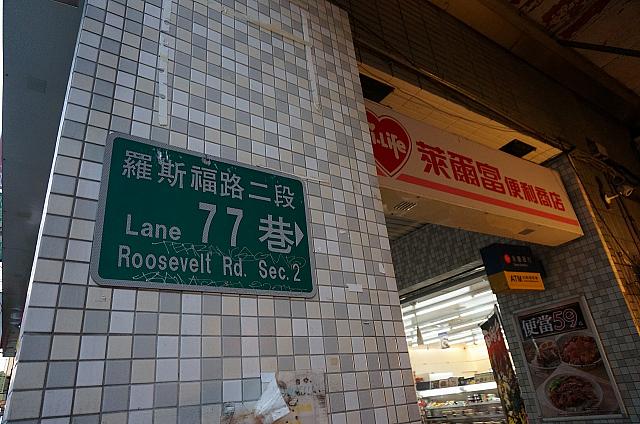 羅斯福路二段
Lane 77 巷
Roosevelt Rd. Sec. 2
Hi-Life
萊爾富便利商店
ATM
便當59元